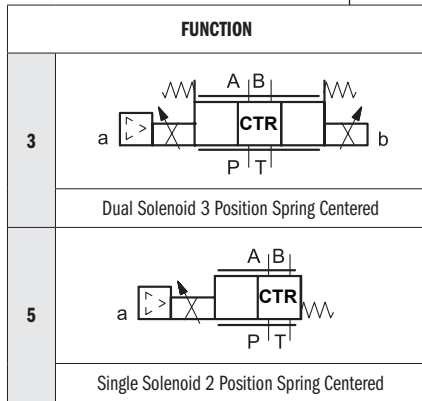 FUNCTION
3
A B
CTR
a
b
P T
Dual Solenoid 3 Position Spring Centered
5
A B
CTR
a
P T
Single Solenoid 2 Position Spring Centered